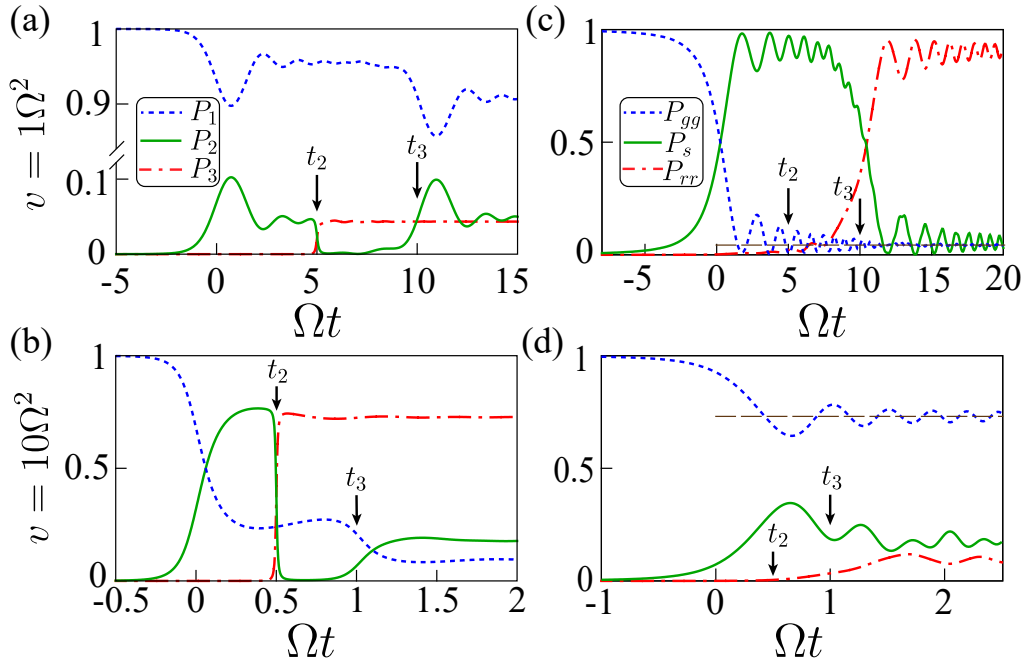 (a)
v = 1Ω²
1
0.9
0.1
0
P₁
P₂
P₃
t₂
t₃
-5 0 5 10 15
Ωt
(c)
1
0.5
0
P_gg
P_s
P_rr
t₂
t₃
-5 0 5 10 15 20
Ωt
(b)
v = 10Ω²
1
0.5
0
t₂
t₃
-0.5 0 0.5 1 1.5 2
Ωt
(d)
1
0.5
0
t₂
t₃
-1 0 1 2
Ωt